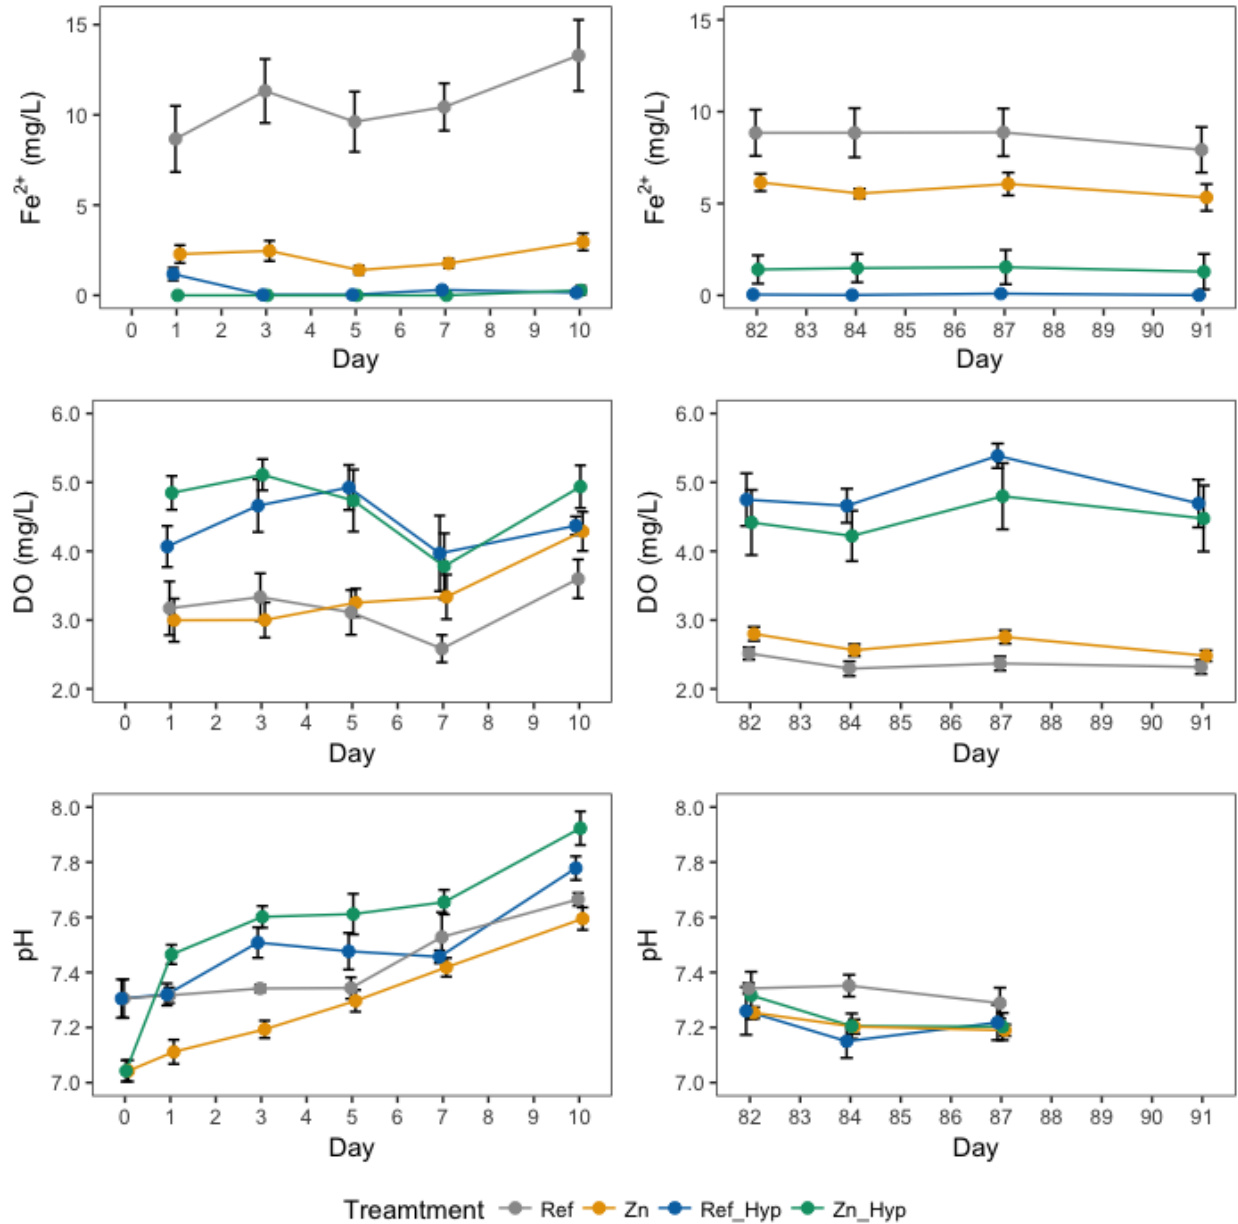 15
10
5
0
Fe2+ (mg/L)
0 1 2 3 4 5 6 7 8 9 10
Day
15
10
5
0
Fe2+ (mg/L)
82 83 84 85 86 87 88 89 90 91
Day
6.0
5.0
4.0
3.0
2.0
DO (mg/L)
0 1 2 3 4 5 6 7 8 9 10
Day
6.0
5.0
4.0
3.0
2.0
DO (mg/L)
82 83 84 85 86 87 88 89 90 91
Day
8.0
7.8
7.6
7.4
7.2
7.0
pH
0 1 2 3 4 5 6 7 8 9 10
Day
8.0
7.8
7.6
7.4
7.2
7.0
pH
82 83 84 85 86 87 88 89 90 91
Day
Treamtment Ref Zn Ref_Hyp Zn_Hyp